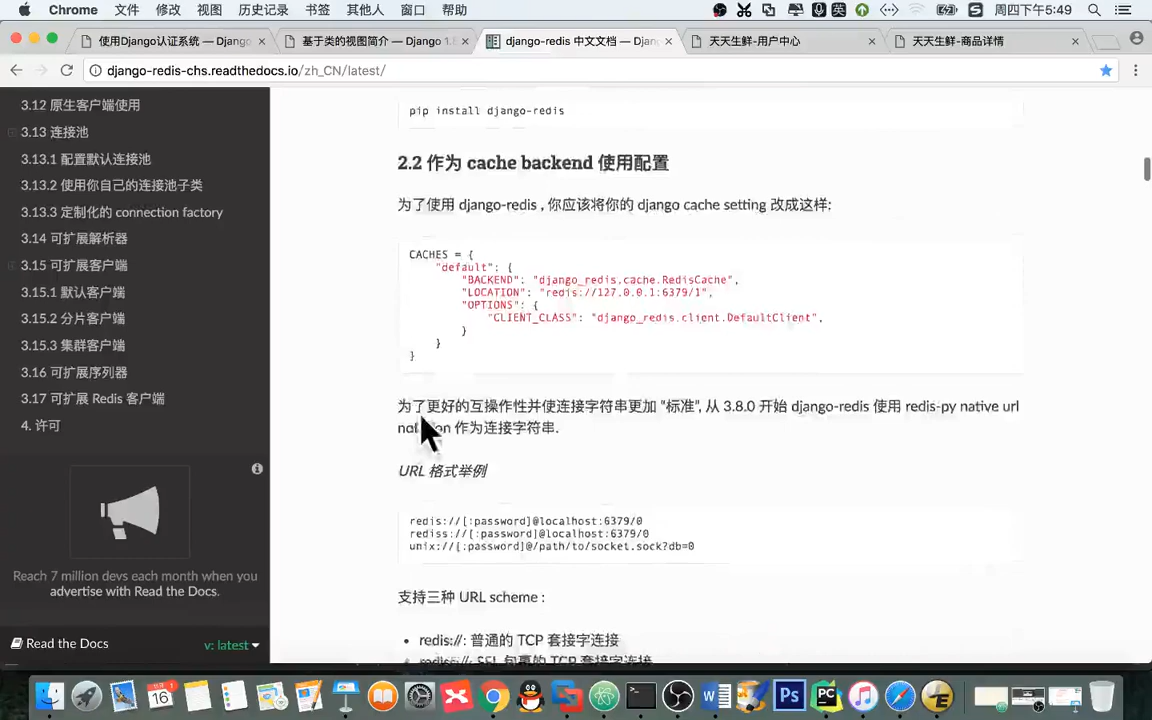 Chrome 文件 修改 视图 历史记录 书签 其他人 窗口 帮助 英 周四下午5:49
使用Django认证系统 — Django 基于类的视图简介 — Django 1.8 django-redis 中文文档 — Djan 天天生鲜-用户中心 天天生鲜-商品详情
django-redis-chs.readthedocs.io/zh_CN/latest/
3.12 原生客户端使用
3.13 连接池
3.13.1 配置默认连接池
3.13.2 使用你自己的连接池子类
3.13.3 定制化的 connection factory
3.14 可扩展解析器
3.15 可扩展客户端
3.15.1 默认客户端
3.15.2 分片客户端
3.15.3 集群客户端
3.16 可扩展序列器
3.17 可扩展 Redis 客户端
4. 许可
Reach 7 million devs each month when you
advertise with Read the Docs.
Read the Docs v: latest
pip install django-redis
2.2 作为 cache backend 使用配置
为了使用 django-redis , 你应该将你的 django cache setting 改成这样:
CACHES = {
"default": {
"BACKEND": "django_redis.cache.RedisCache",
"LOCATION": "redis://127.0.0.1:6379/1",
"OPTIONS": {
"CLIENT_CLASS": "django_redis.client.DefaultClient",
}
}
}
为了更好的互操作性并使连接字符串更加 "标准", 从 3.8.0 开始 django-redis 使用 redis-py native url
notation 作为连接字符串.
URL 格式举例
redis://[:password]@localhost:6379/0
rediss://[:password]@localhost:6379/0
unix://[:password]@/path/to/socket.sock?db=0
支持三种 URL scheme :
redis://: 普通的 TCP 套接字连接
rediss://: SSL 包裹的 TCP 套接字连接
16